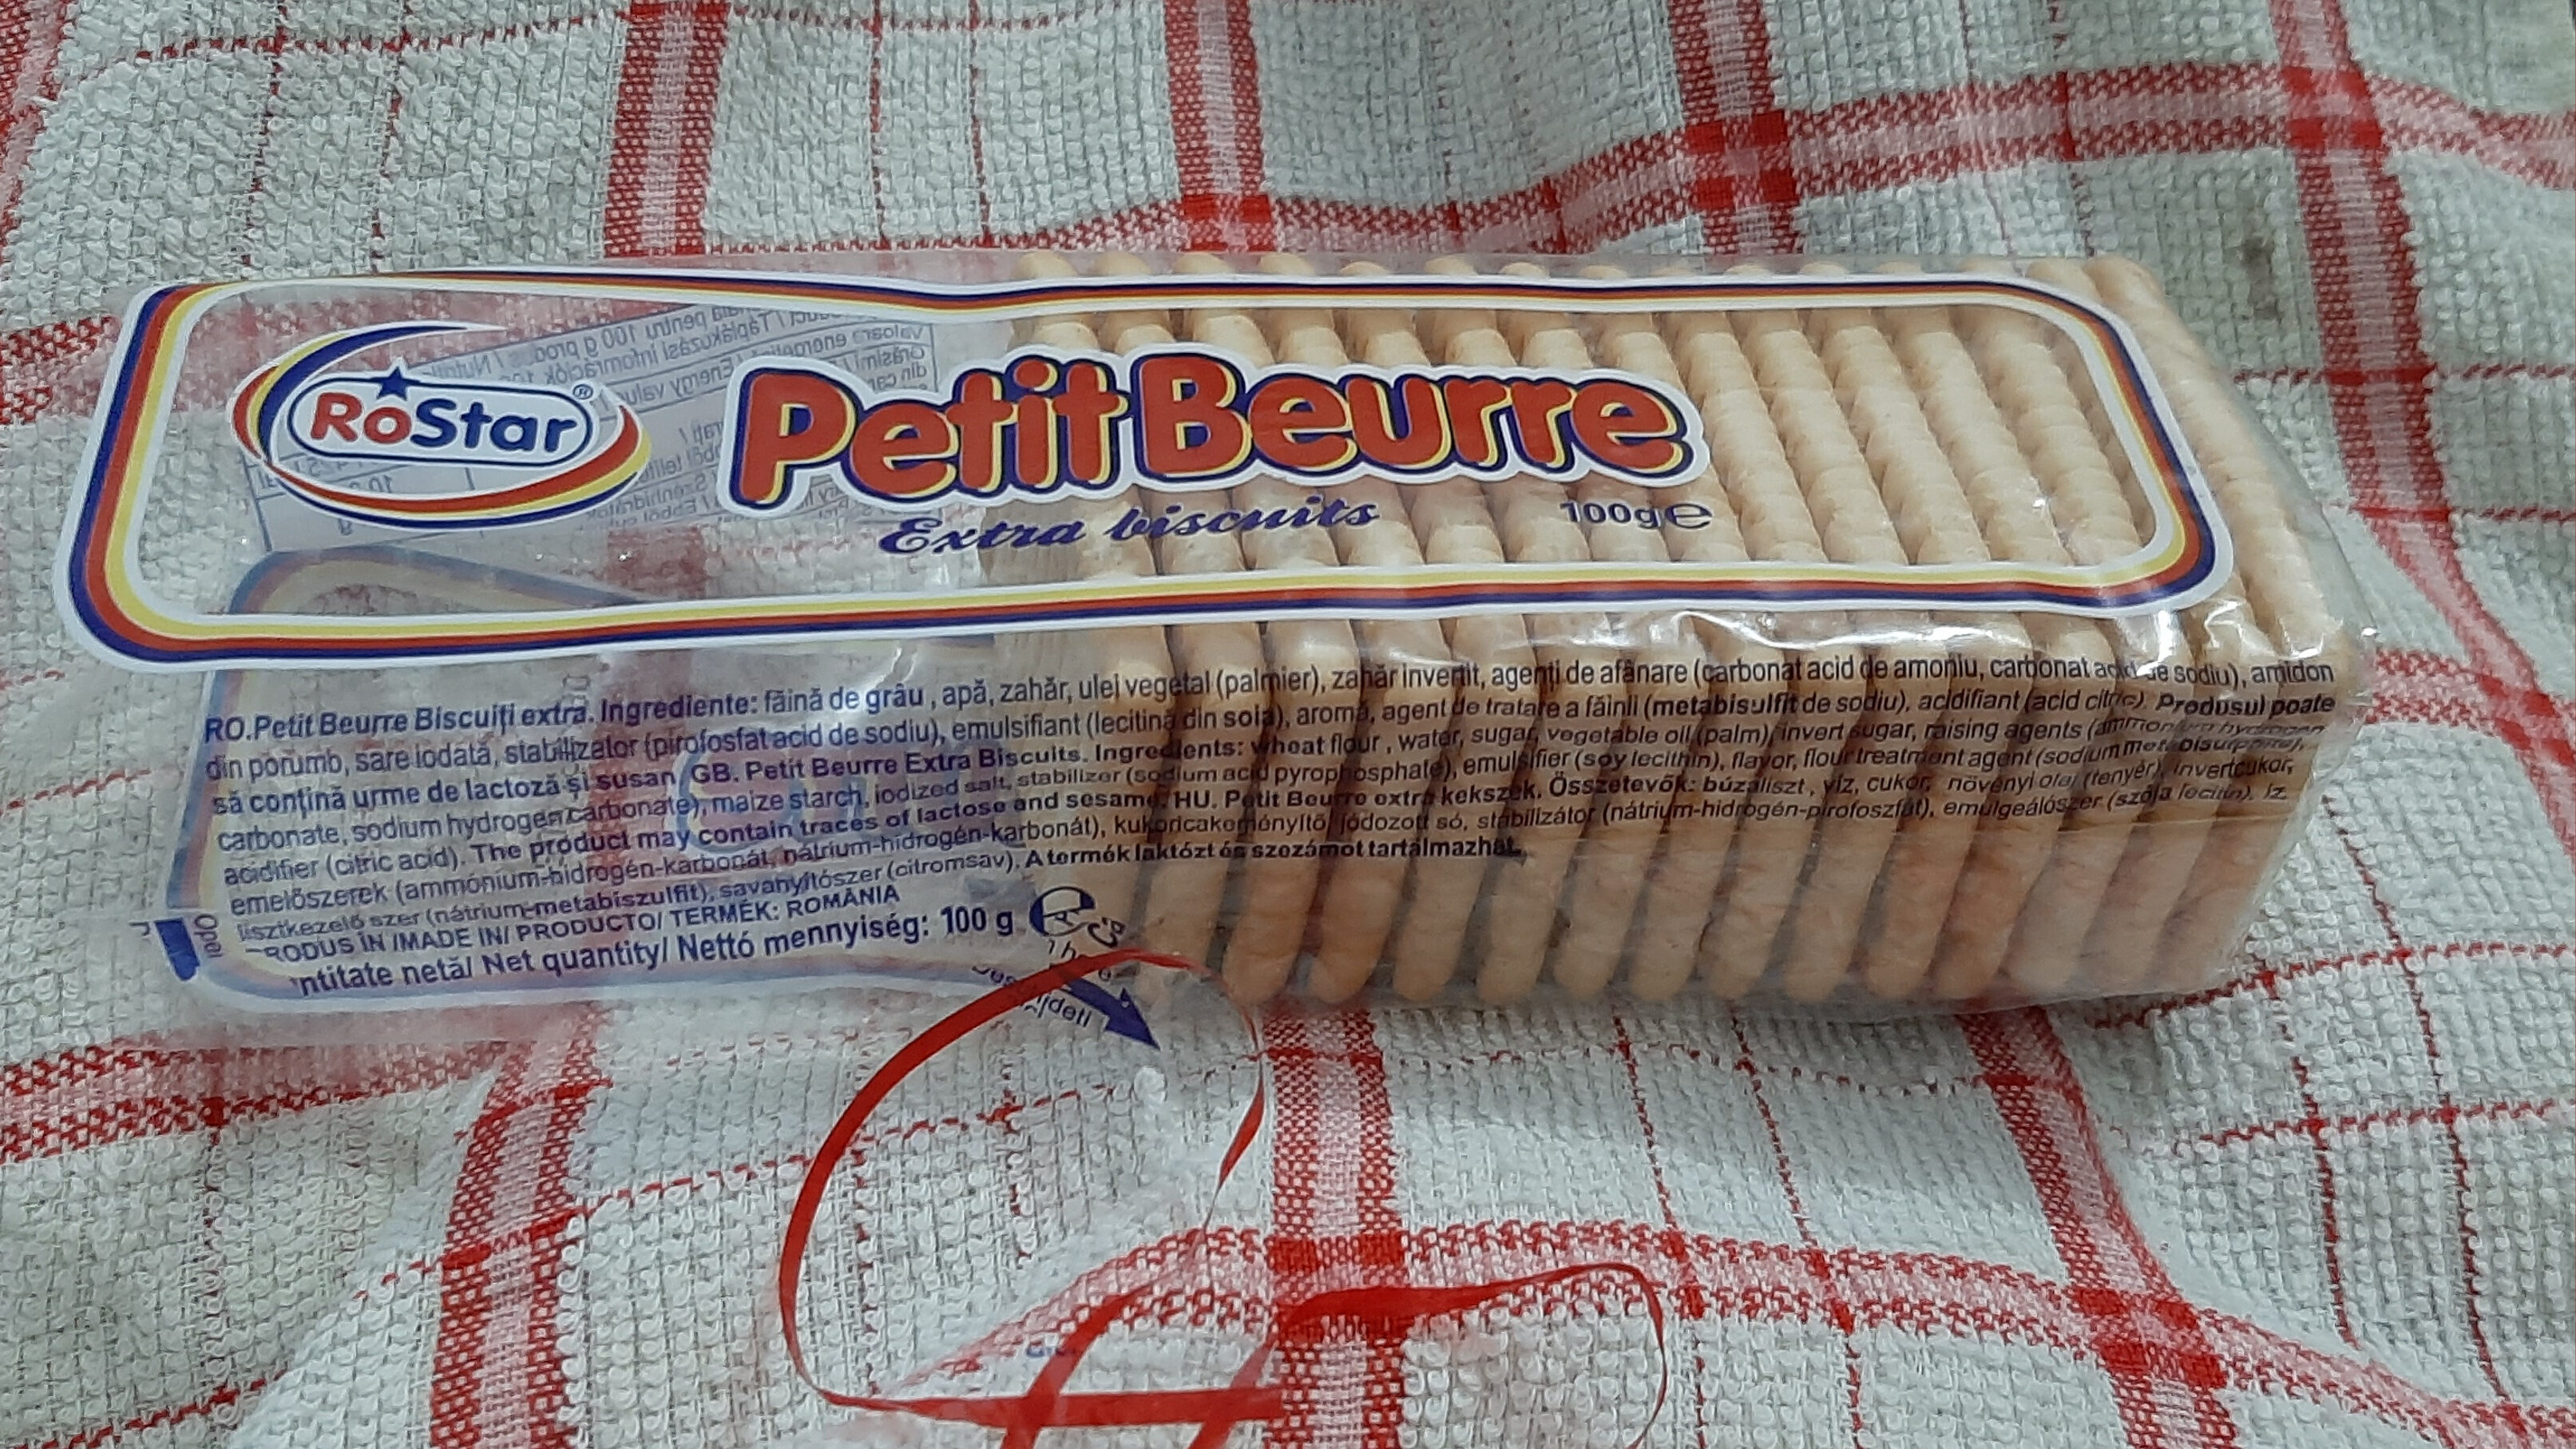 RoStar®
Petit Beurre
Extra biscuits
100g e
RO.Petit Beurre Biscuiți extra. Ingrediente: făină de grâu , apă, zahăr, ulei vegetal (palmier), zahăr invertit, agenți de afânare (carbonat acid de amoniu, carbonat acid de sodiu), amidon
din porumb, sare iodată, stabilizator (pirofosfat acid de sodiu), emulsifiant (lecitină din soia), aromă, agent de tratare a făinii (metabisulfit de sodiu), acidifiant (acid citric). Produsul poate
să conțină urme de lactoză și susan. GB. Petit Beurre Extra Biscuits. Ingredients: wheat flour , water, sugar, vegetable oil (palm), invert sugar, raising agents (ammonium hydrogen
carbonate, sodium hydrogen carbonate), maize starch, iodized salt, stabilizer (sodium acid pyrophosphate), emulsifier (soy lecithin), flavor, flour treatment agent (sodium metabisulphite),
acidifier (citric acid). The product may contain traces of lactose and sesame. HU. Petit Beurre extra kekszek. Összetevők: búzaliszt , víz, cukor, növényi olaj (tenyér), invertcukor,
emelőszerek (ammónium-hidrogén-karbonát, nátrium-hidrogén-karbonát), kukoricakeményítő, jódozott só, stabilizátor (nátrium-hidrogén-pirofoszfát), emulgeálószer (szója lecitin), íz,
lisztkezelő szer (nátrium-metabiszulfit), savanyítószer (citromsav). A termék laktózt és szezámot tartalmazhat.
RODUS ÎN /MADE IN/ PRODUCTO/ TERMÉK: ROMÂNIA
ntitate netă/ Net quantity/ Nettó mennyiség: 100 g e